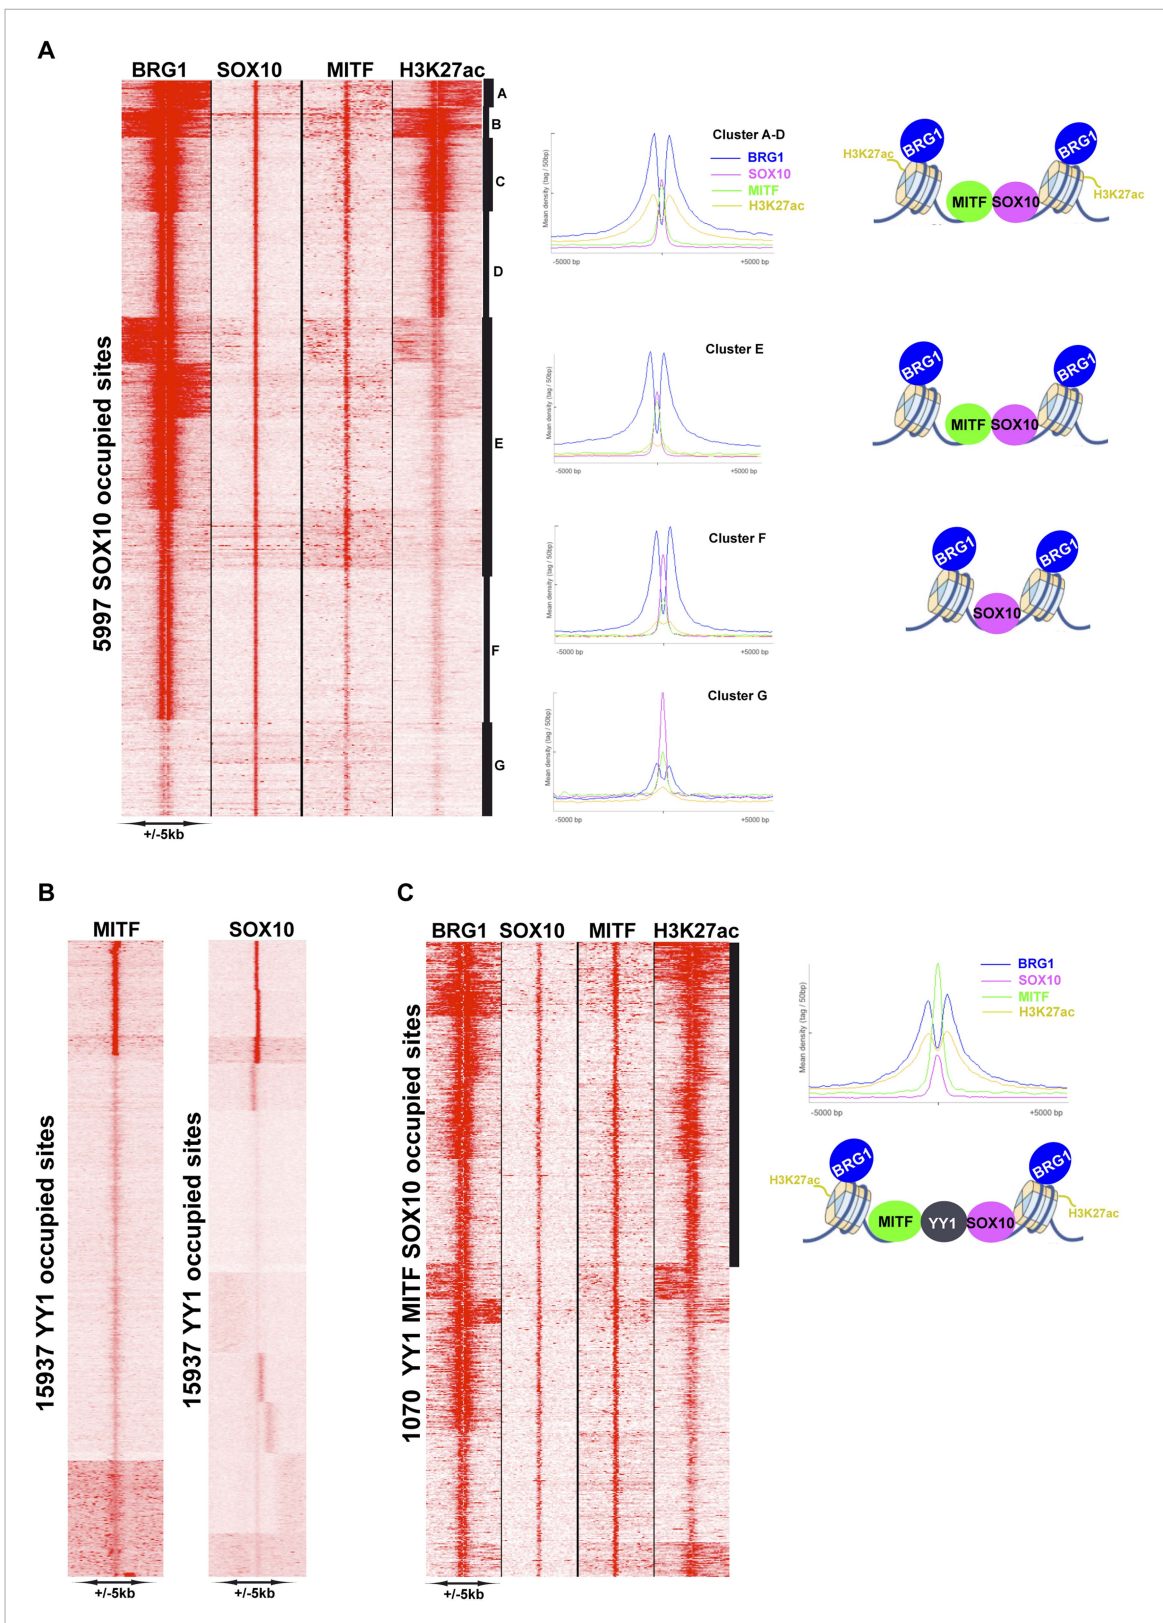 A
BRG1 SOX10 MITF H3K27ac
5997 SOX10 occupied sites
A
B
C
D
E
F
G
+/-5kb
Cluster A-D
BRG1
SOX10
MITF
H3K27ac
Mean density (tag / 50bp)
-5000 bp +5000 bp
H3K27ac BRG1 BRG1
H3K27ac
MITF SOX10
Cluster E
Mean density (tag / 50bp)
-5000 bp +5000 bp
BRG1 BRG1
MITF SOX10
Cluster F
Mean density (tag / 50bp)
-5000 bp +5000 bp
BRG1 BRG1
SOX10
Cluster G
Mean density (tag / 50bp)
-5000 bp +5000 bp
B
MITF SOX10
15937 YY1 occupied sites
15937 YY1 occupied sites
+/-5kb +/-5kb
C
BRG1 SOX10 MITF H3K27ac
1070 YY1 MITF SOX10 occupied sites
+/-5kb
BRG1
SOX10
MITF
H3K27ac
Mean density (tag / 50bp)
-5000 bp +5000 bp
BRG1 BRG1
H3K27ac H3K27ac
MITF YY1 SOX10